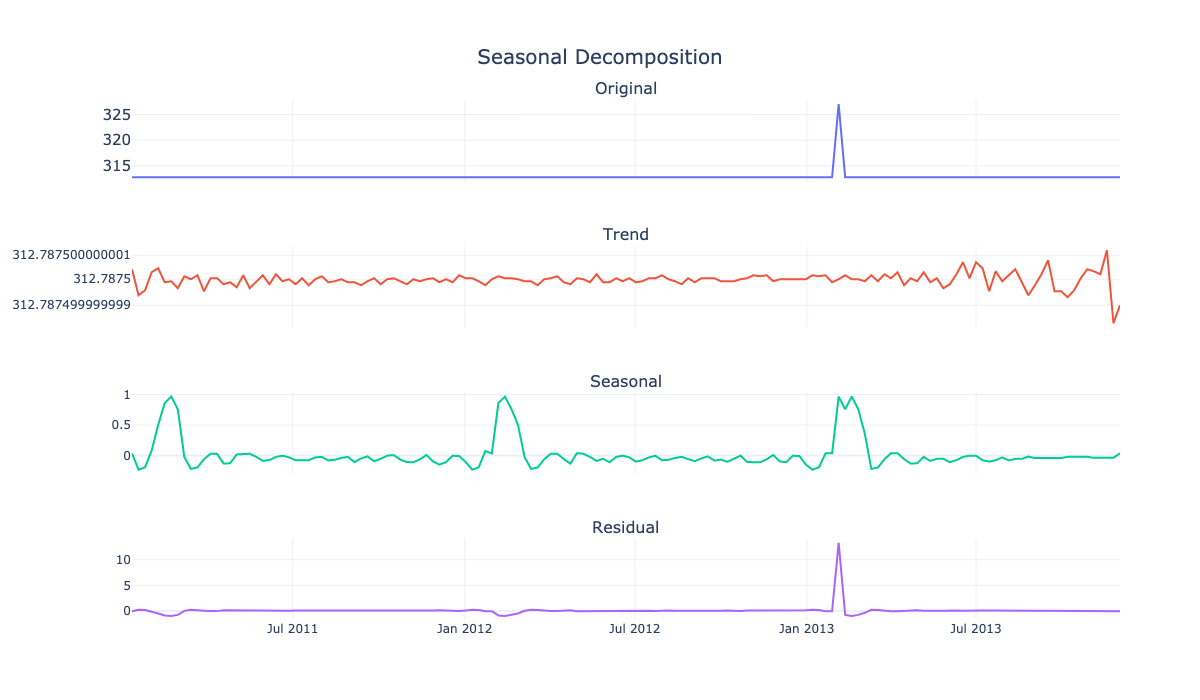 Seasonal Decomposition
Original
325
320
315
Trend
312.787500000001
312.7875
312.787499999999
Seasonal
1
0.5
0
Residual
10
5
0
Jul 2011 Jan 2012 Jul 2012 Jan 2013 Jul 2013